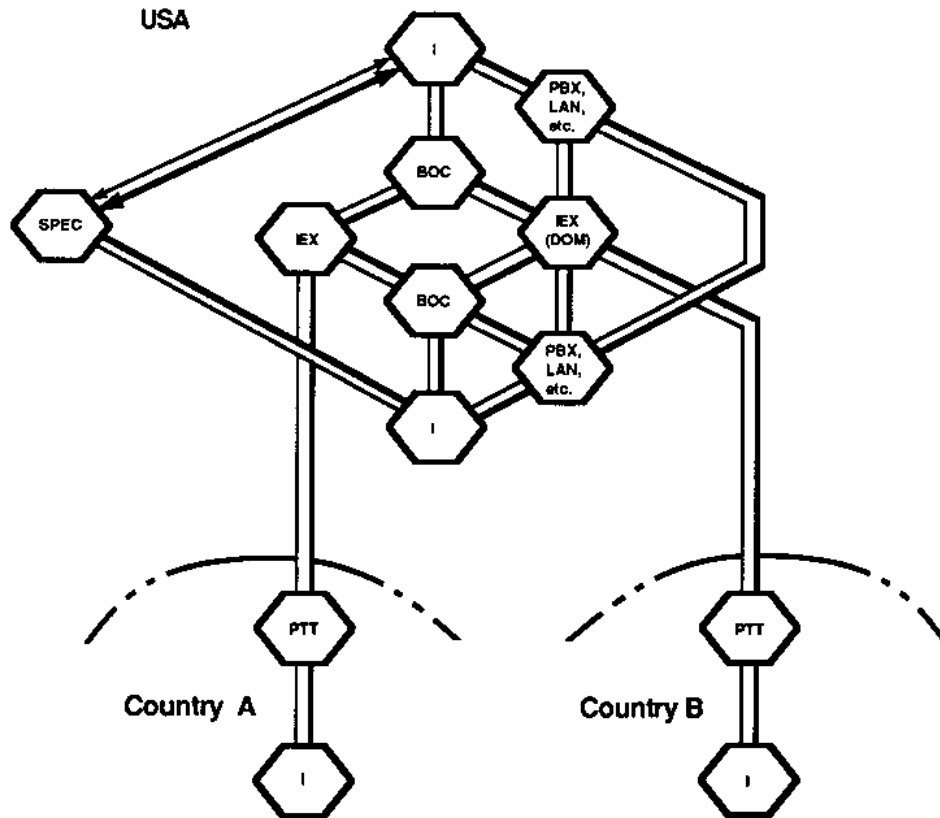 USA
I
PBX,
LAN,
etc.
BOC
SPEC
IEX
IEX
(DOM)
BOC
PBX,
LAN,
etc.
I
PTT
PTT
Country A
Country B
I
I